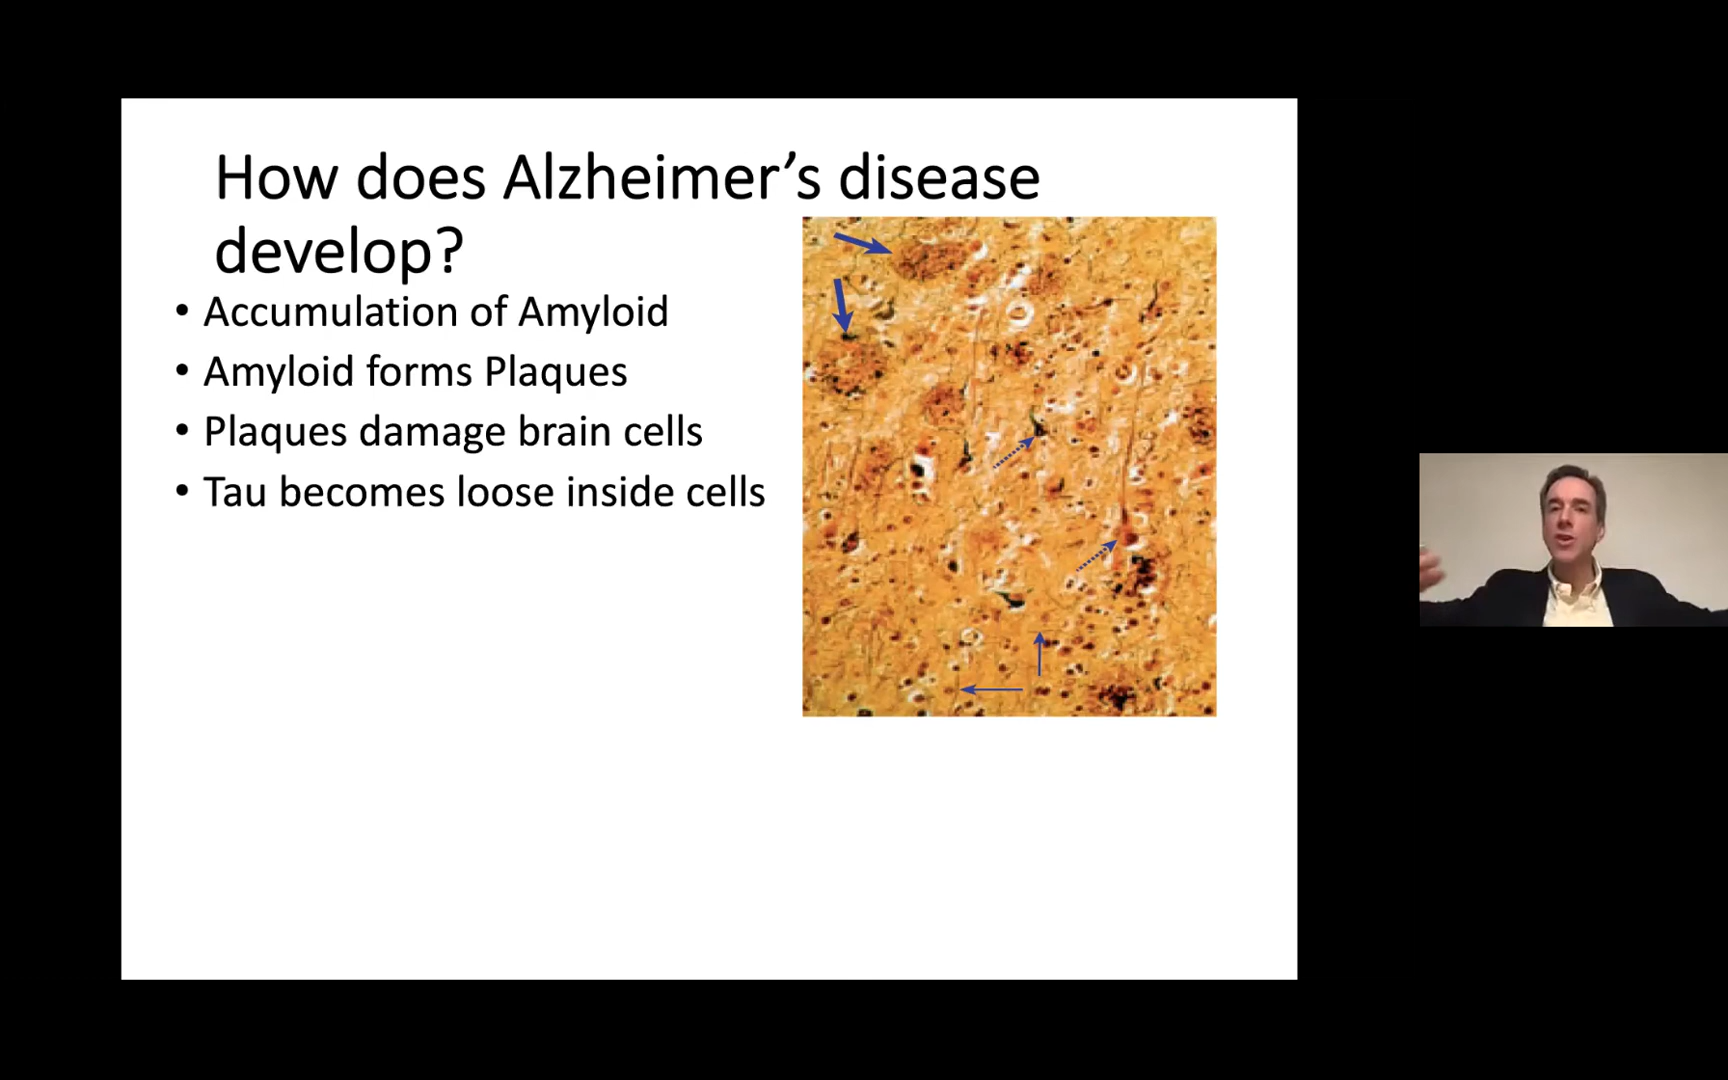 How does Alzheimer’s disease
develop?
• Accumulation of Amyloid
• Amyloid forms Plaques
• Plaques damage brain cells
• Tau becomes loose inside cells